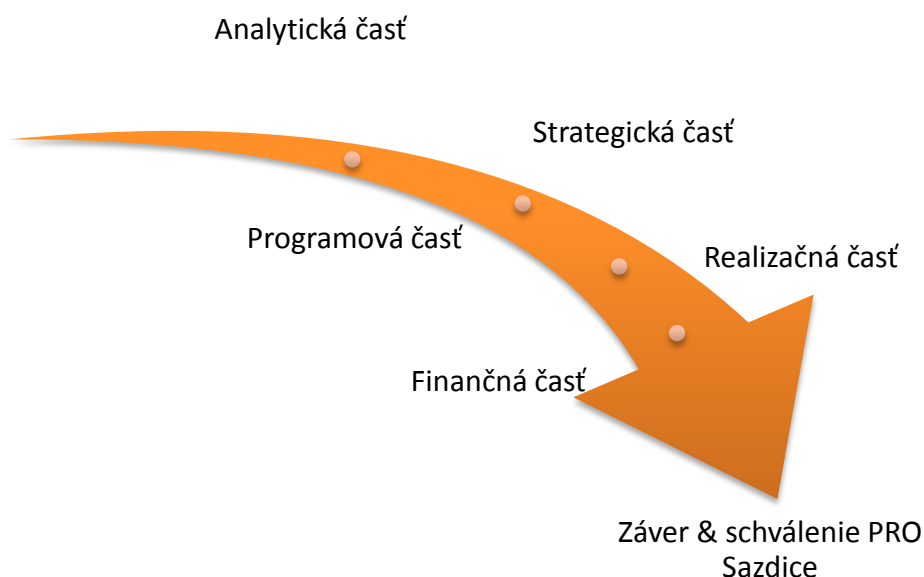 Analytická časť
Strategická časť
Programová časť
Realizačná časť
Finančná časť
Záver & schválenie PRO
Sazdice